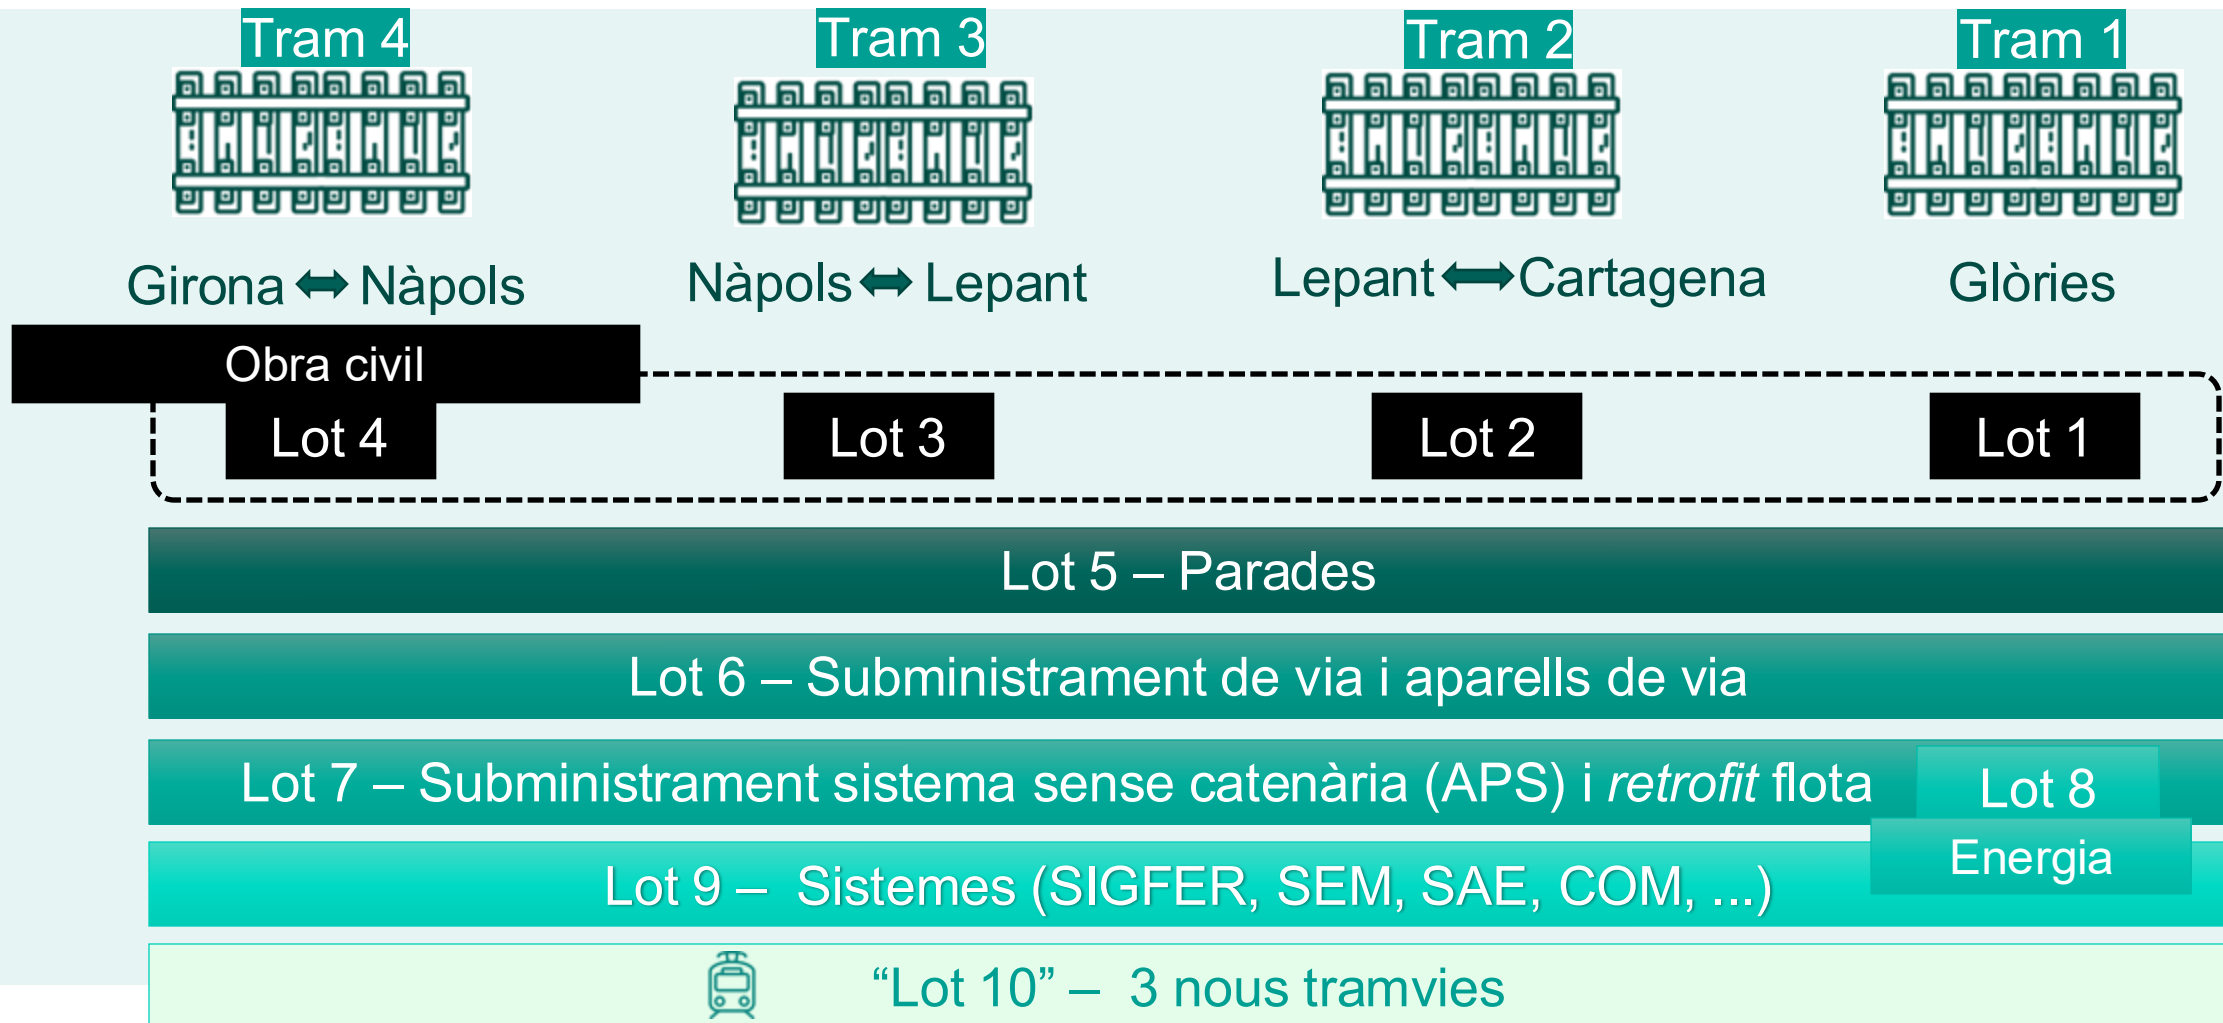 Tram 4
Tram 3
Tram 2
Tram 1
Girona Nàpols
Nàpols Lepant
Lepant Cartagena
Glòries
Obra civil
Lot 4
Lot 3
Lot 2
Lot 1
Lot 5 – Parades
Lot 6 – Subministrament de via i aparells de via
Lot 7 – Subministrament sistema sense catenària (APS) i retrofit flota
Lot 8
Energia
Lot 9 – Sistemes (SIGFER, SEM, SAE, COM, ...)
“Lot 10” – 3 nous tramvies